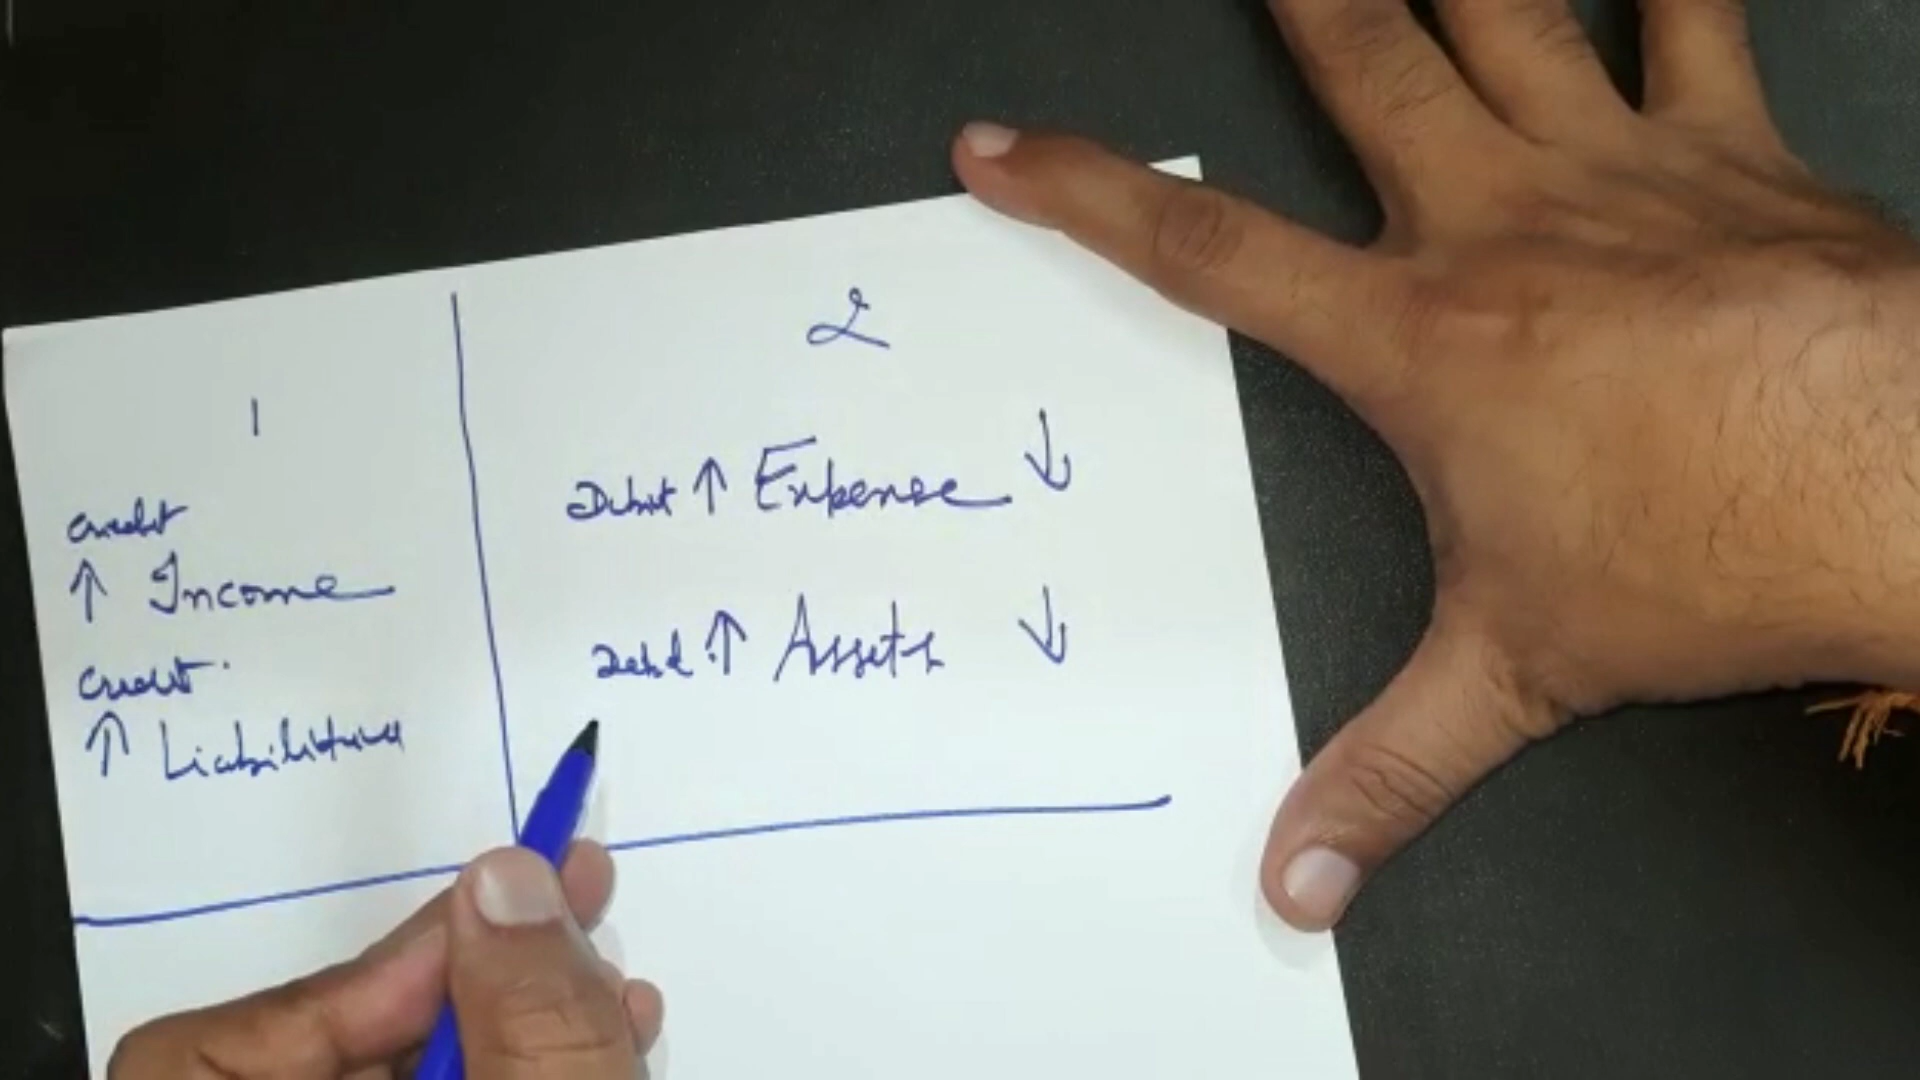 1
Credit
↑ Income
Credit
↑ Liabilities
2
Debit ↑ Expense ↓
Debit ↑ Assets ↓